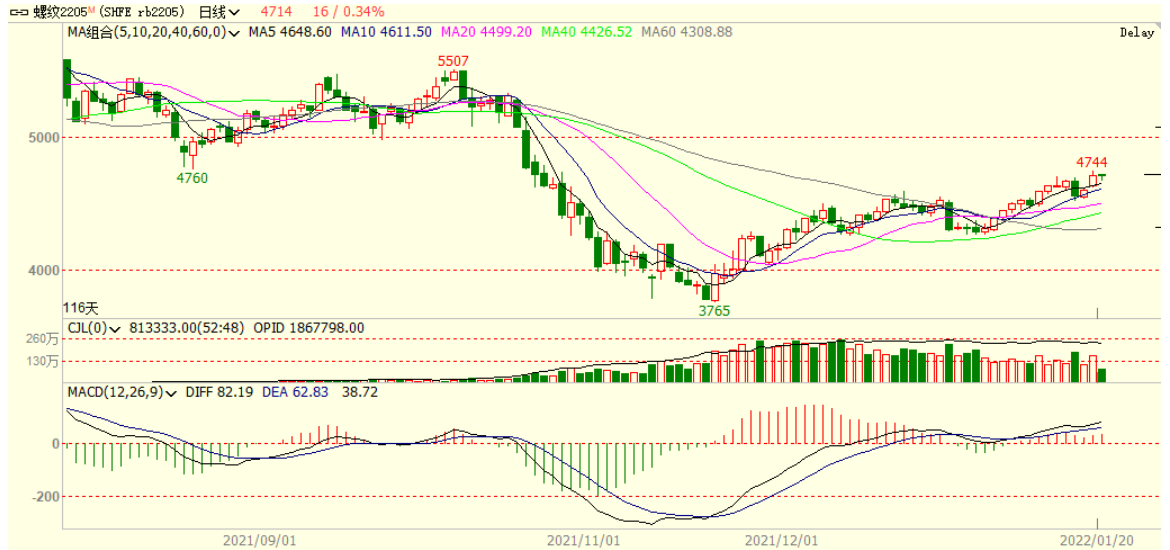 螺纹2205M (SHFE rb2205) 日线 4714 16 / 0.34%
MA组合(5,10,20,40,60,0) MA5 4648.60 MA10 4611.50 MA20 4499.20 MA40 4426.52 MA60 4308.88 Delay
5507
5000
4760
4744
4000
3765
116天
CJL(0) 813333.00(52:48) OPID 1867798.00
260万
130万
MACD(12,26,9) DIFF 82.19 DEA 62.83 38.72
0
-200
2021/09/01 2021/11/01 2021/12/01 2022/01/20